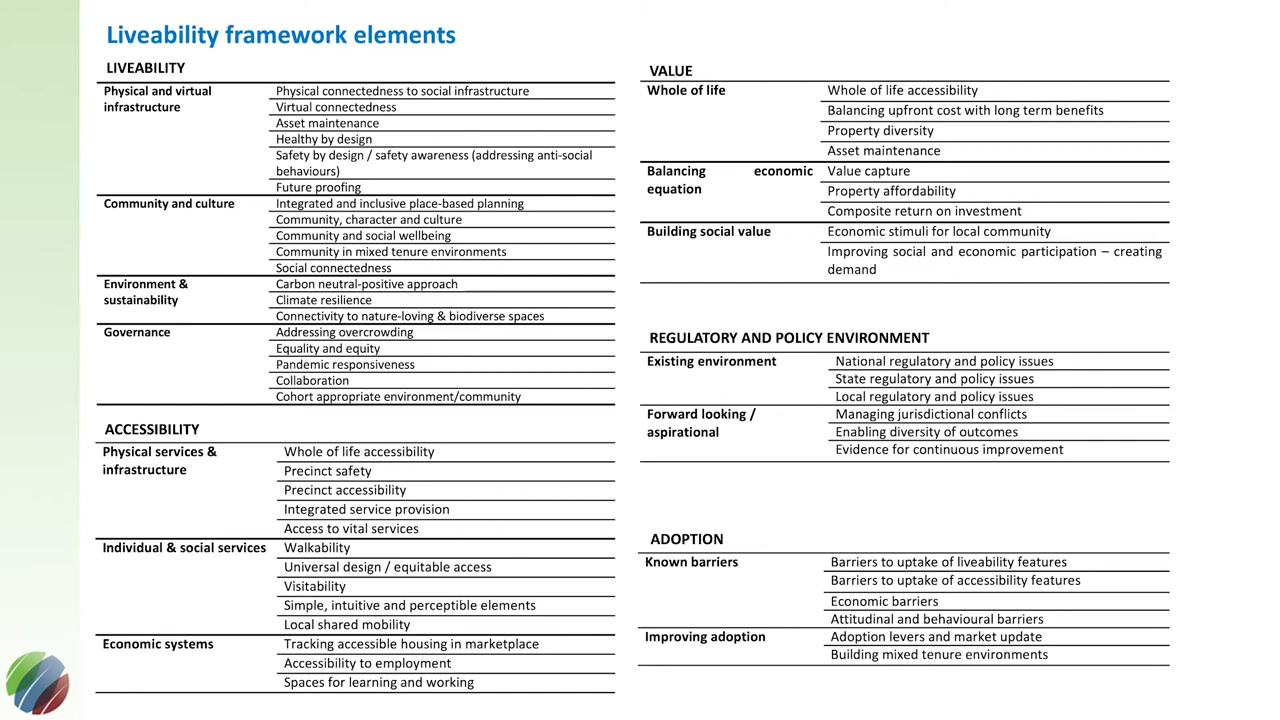 Liveability framework elements
LIVEABILITY
Physical and virtual infrastructure
Physical connectedness to social infrastructure
Virtual connectedness
Asset maintenance
Healthy by design
Safety by design / safety awareness (addressing anti-social behaviours)
Future proofing
Community and culture
Integrated and inclusive place-based planning
Community, character and culture
Community and social wellbeing
Community in mixed tenure environments
Social connectedness
Environment & sustainability
Carbon neutral-positive approach
Climate resilience
Connectivity to nature-loving & biodiverse spaces
Governance
Addressing overcrowding
Equality and equity
Pandemic responsiveness
Collaboration
Cohort appropriate environment/community
ACCESSIBILITY
Physical services & infrastructure
Whole of life accessibility
Precinct safety
Precinct accessibility
Integrated service provision
Access to vital services
Individual & social services
Walkability
Universal design / equitable access
Visitability
Simple, intuitive and perceptible elements
Local shared mobility
Economic systems
Tracking accessible housing in marketplace
Accessibility to employment
Spaces for learning and working
VALUE
Whole of life
Whole of life accessibility
Balancing upfront cost with long term benefits
Property diversity
Asset maintenance
Balancing economic equation
Value capture
Property affordability
Composite return on investment
Building social value
Economic stimuli for local community
Improving social and economic participation – creating demand
REGULATORY AND POLICY ENVIRONMENT
Existing environment
National regulatory and policy issues
State regulatory and policy issues
Local regulatory and policy issues
Forward looking / aspirational
Managing jurisdictional conflicts
Enabling diversity of outcomes
Evidence for continuous improvement
ADOPTION
Known barriers
Barriers to uptake of liveability features
Barriers to uptake of accessibility features
Economic barriers
Attitudinal and behavioural barriers
Improving adoption
Adoption levers and market update
Building mixed tenure environments